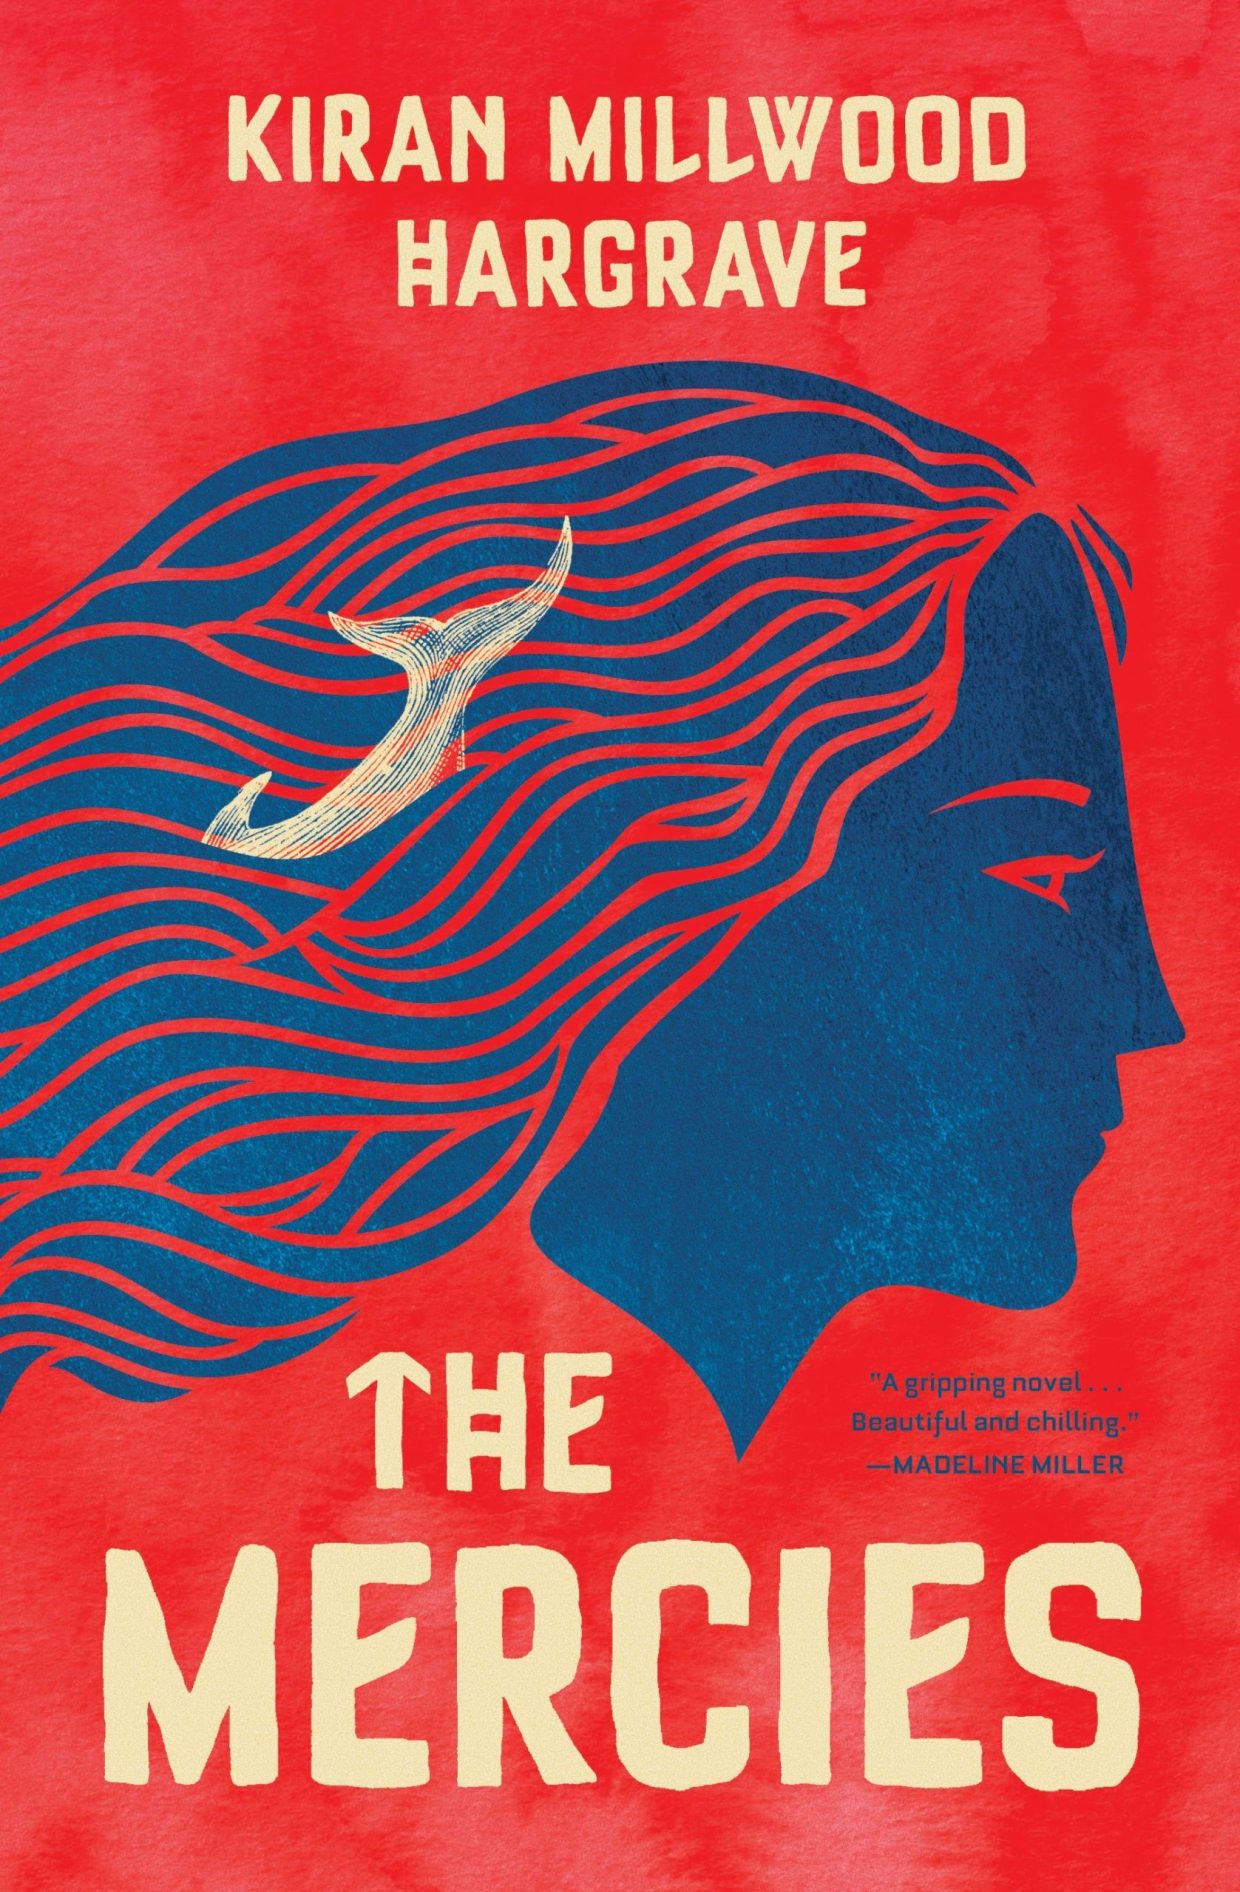 KIRAN MILLWOOD
HARGRAVE
THE
"A gripping novel . . .
Beautiful and chilling."
—MADELINE MILLER
MERCIES